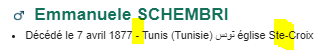 ♂ Emmanuele SCHEMBRI
• Décédé le 7 avril 1877 - Tunis (Tunisie) تونس église Ste-Croix